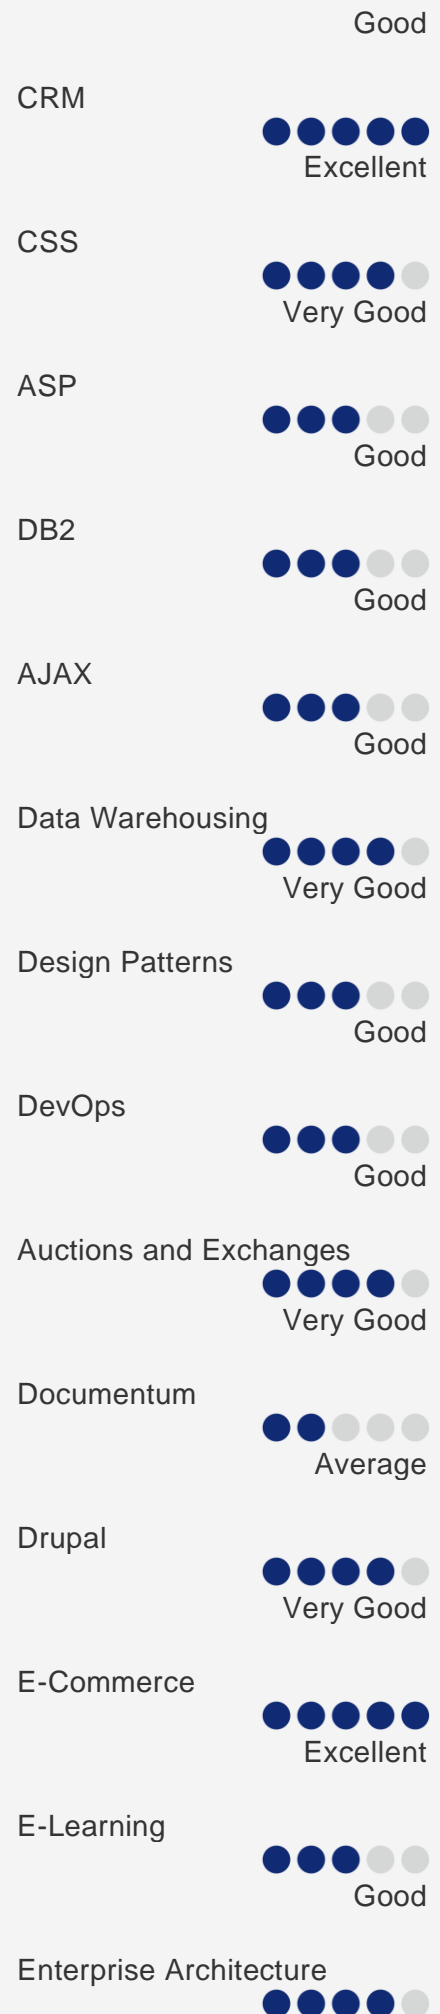 Good
CRM
Excellent
CSS
Very Good
ASP
Good
DB2
Good
AJAX
Good
Data Warehousing
Very Good
Design Patterns
Good
DevOps
Good
Auctions and Exchanges
Very Good
Documentum
Average
Drupal
Very Good
E-Commerce
Excellent
E-Learning
Good
Enterprise Architecture